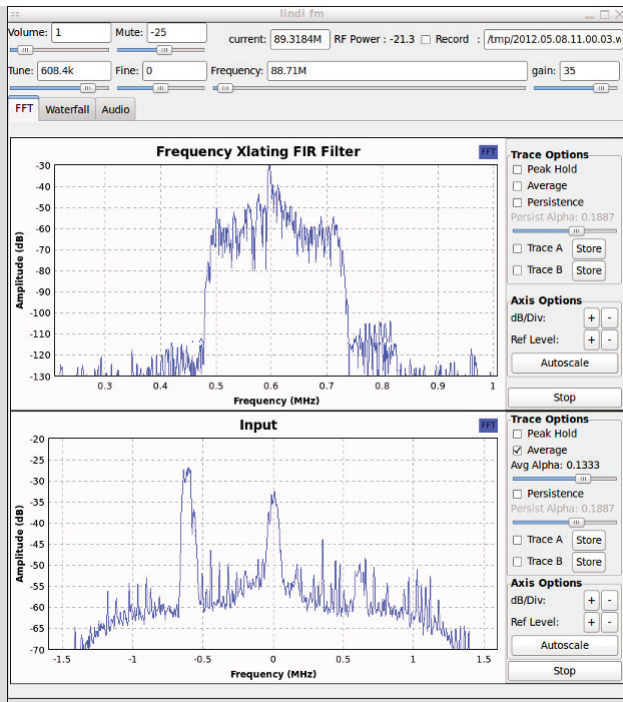 lindi fm
Volume: 1 Mute: -25 current: 89.3184M RF Power : -21.3 Record : /tmp/2012.05.08.11.00.03.w
Tune: 608.4k Fine: 0 Frequency: 88.71M gain: 35
FFT Waterfall Audio
Frequency Xlating FIR Filter
FFT
-30
-40
-50
-60
-70
-80
-90
-100
-110
-120
-130
Amplitude (dB)
0.3 0.4 0.5 0.6 0.7 0.8 0.9 1
Frequency (MHz)
Trace Options
Peak Hold
Average
Persistence
Persist Alpha: 0.1887
Trace A Store
Trace B Store
Axis Options
dB/Div: + -
Ref Level: + -
Autoscale
Stop
Input
FFT
-20
-25
-30
-35
-40
-45
-50
-55
-60
-65
-70
Amplitude (dB)
-1.5 -1 -0.5 0 0.5 1 1.5
Frequency (MHz)
Trace Options
Peak Hold
Average
Avg Alpha: 0.1333
Persistence
Persist Alpha: 0.1887
Trace A Store
Trace B Store
Axis Options
dB/Div: + -
Ref Level: + -
Autoscale
Stop